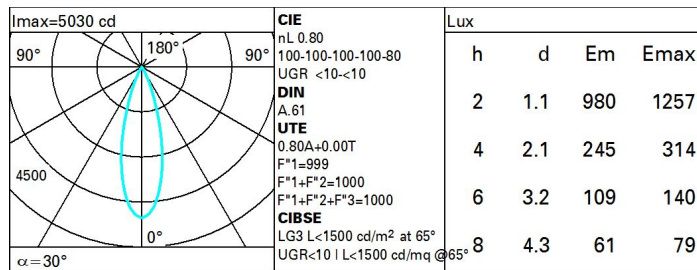 Imax=5030 cd
90° 180° 90°
4500
0°
α=30°
CIE
nL 0.80
100-100-100-100-80
UGR <10-<10
DIN
A.61
UTE
0.80A+0.00T
F"1=999
F"1+F"2=1000
F"1+F"2+F"3=1000
CIBSE
LG3 L<1500 cd/m² at 65°
UGR<10 | L<1500 cd/mq @65°
Lux
h d Em Emax
2 1.1 980 1257
4 2.1 245 314
6 3.2 109 140
8 4.3 61 79